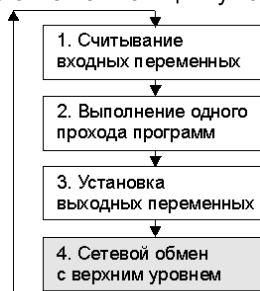 1. Считывание
входных переменных
2. Выполнение одного
прохода программ
3. Установка
выходных переменных
4. Сетевой обмен
с верхним уровнем